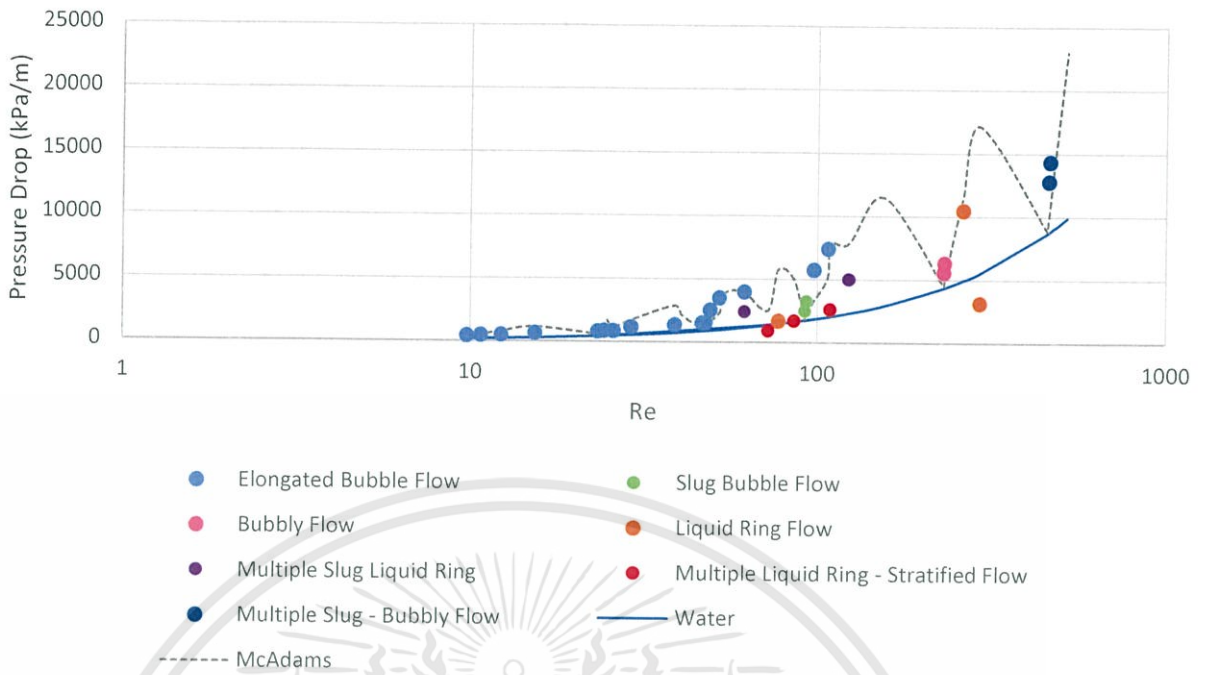 25000
20000
15000
10000
5000
0
Pressure Drop (kPa/m)
1
10
100
1000
Re
Elongated Bubble Flow
Slug Bubble Flow
Bubbly Flow
Liquid Ring Flow
Multiple Slug Liquid Ring
Multiple Liquid Ring - Stratified Flow
Multiple Slug - Bubbly Flow
Water
McAdams